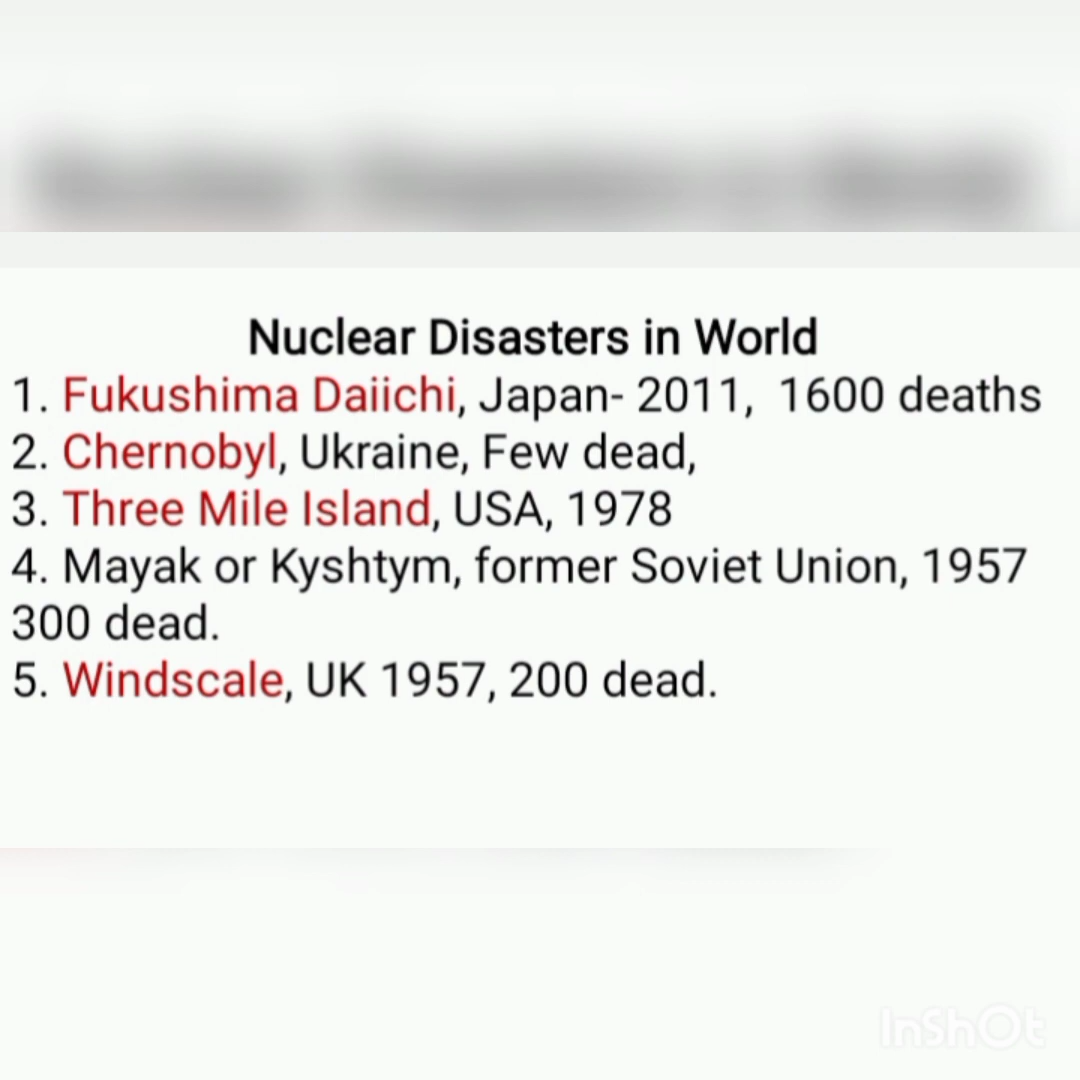 Nuclear Disasters in World
1. Fukushima Daiichi, Japan- 2011, 1600 deaths
2. Chernobyl, Ukraine, Few dead,
3. Three Mile Island, USA, 1978
4. Mayak or Kyshtym, former Soviet Union, 1957
300 dead.
5. Windscale, UK 1957, 200 dead.
InShOt